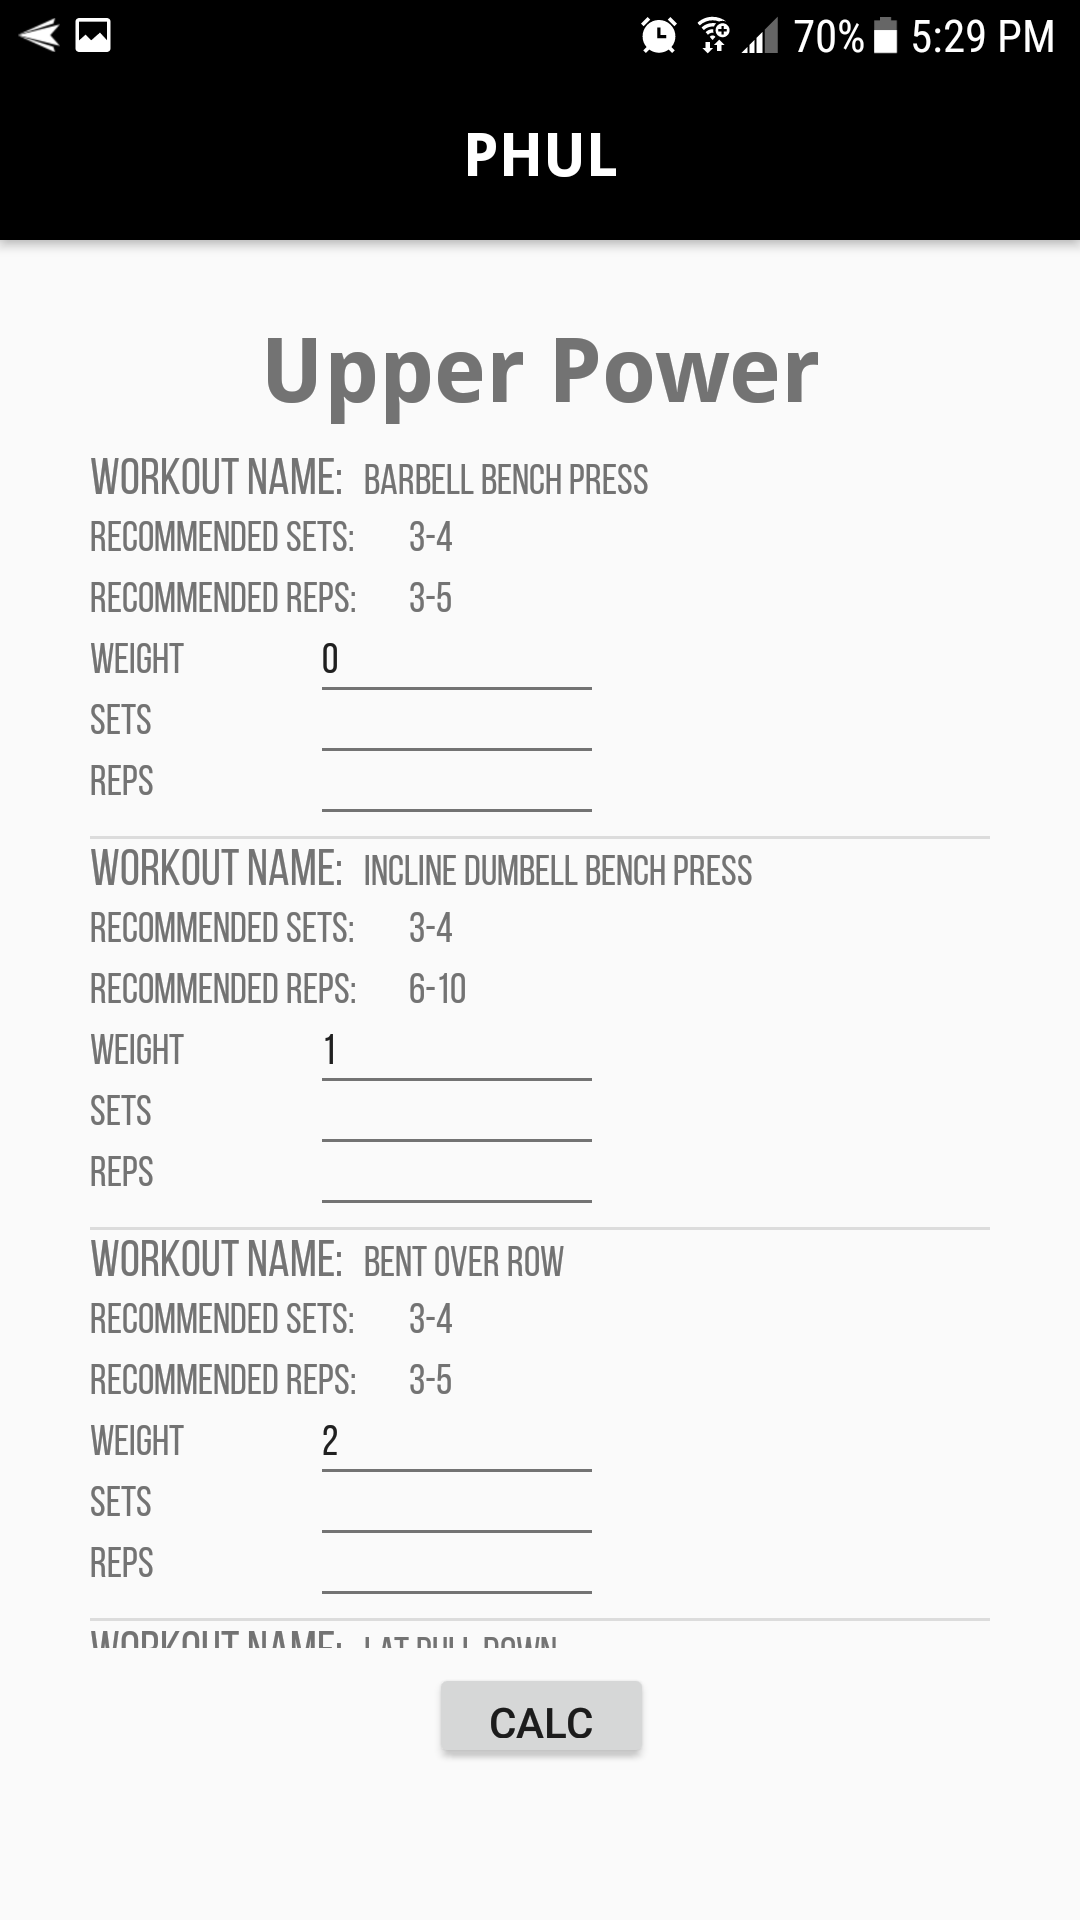 70% 5:29 PM
PHUL
Upper Power
WORKOUT NAME: BARBELL BENCH PRESS
RECOMMENDED SETS: 3-4
RECOMMENDED REPS: 3-5
WEIGHT 0
SETS
REPS
WORKOUT NAME: INCLINE DUMBELL BENCH PRESS
RECOMMENDED SETS: 3-4
RECOMMENDED REPS: 6-10
WEIGHT 1
SETS
REPS
WORKOUT NAME: BENT OVER ROW
RECOMMENDED SETS: 3-4
RECOMMENDED REPS: 3-5
WEIGHT 2
SETS
REPS
WORKOUT NAME: LAT PULL DOWN
CALC